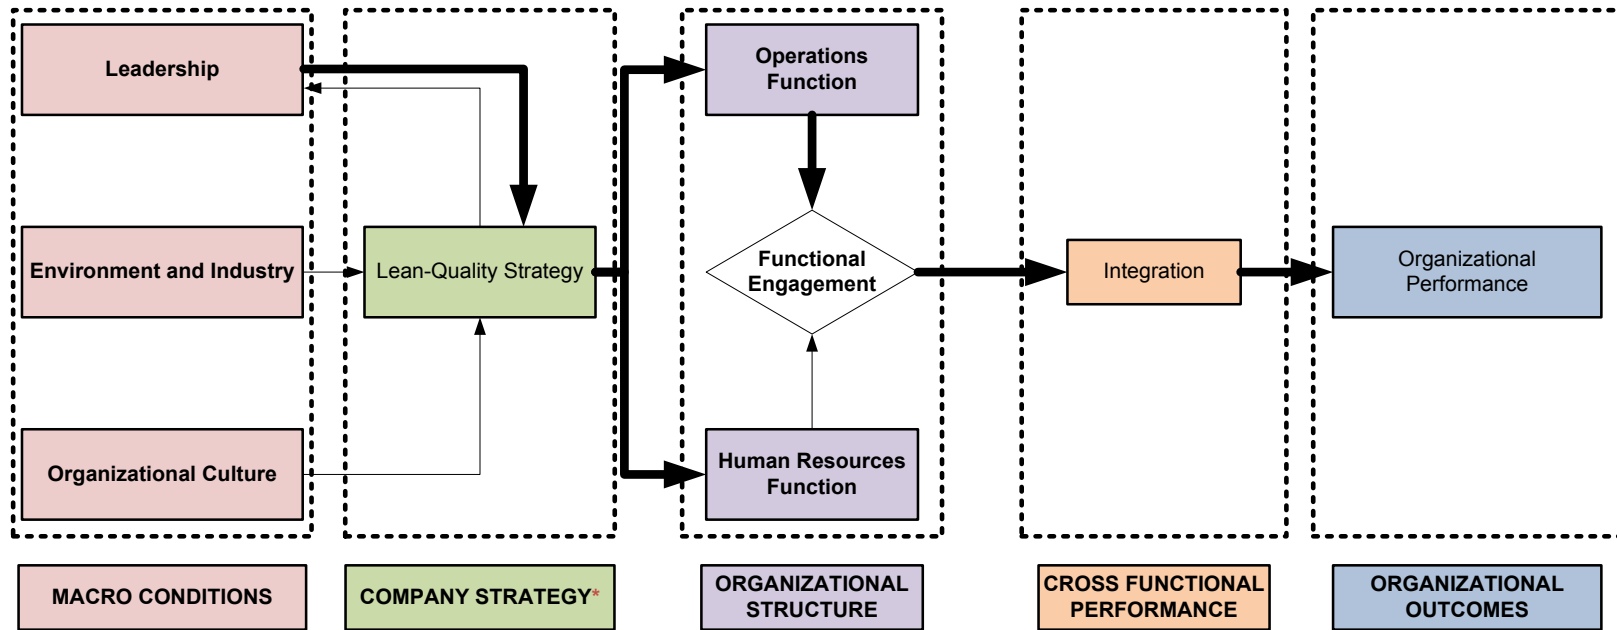 Leadership
Operations
Function
Environment and Industry
Lean-Quality Strategy
Functional
Engagement
Integration
Organizational
Performance
Organizational Culture
Human Resources
Function
MACRO CONDITIONS
COMPANY STRATEGY*
ORGANIZATIONAL
STRUCTURE
CROSS FUNCTIONAL
PERFORMANCE
ORGANIZATIONAL
OUTCOMES